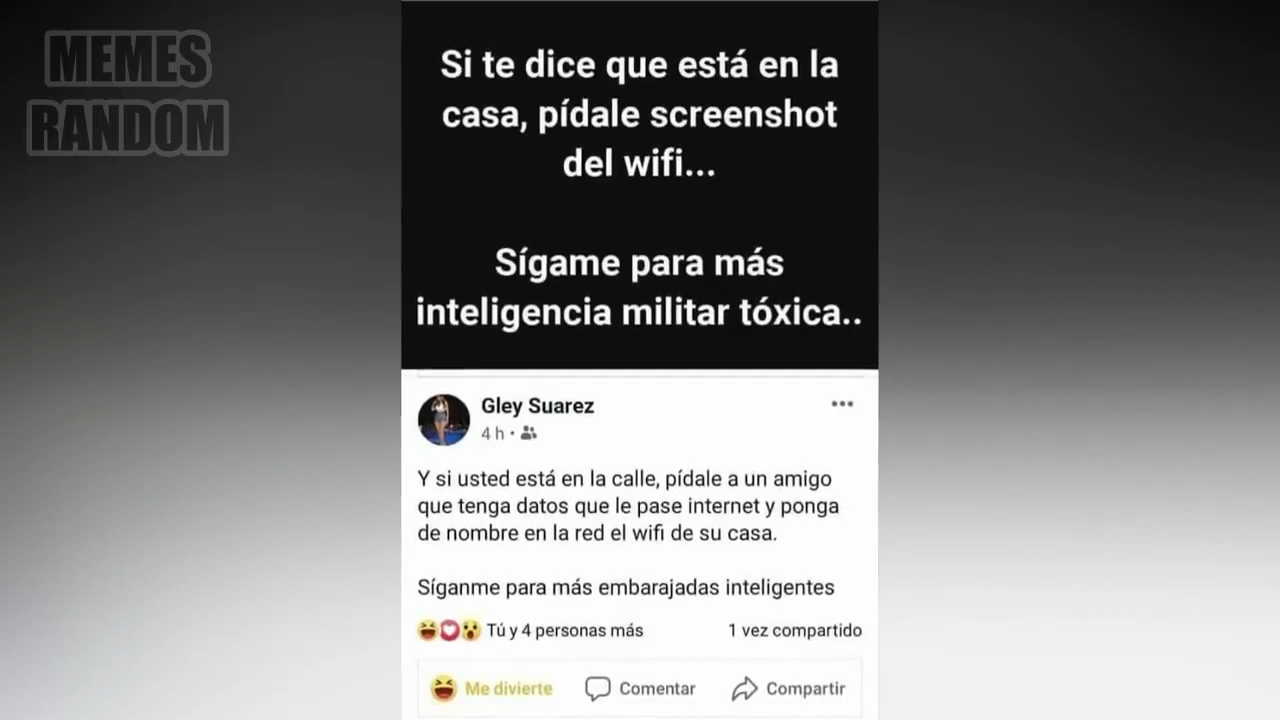 MEMES
RANDOM
Si te dice que está en la
casa, pídale screenshot
del wifi...
Sígame para más
inteligencia militar tóxica..
Gley Suarez
4 h
Y si usted está en la calle, pídale a un amigo
que tenga datos que le pase internet y ponga
de nombre en la red el wifi de su casa.
Síganme para más embarajadas inteligentes
Tú y 4 personas más 1 vez compartido
Me divierte Comentar Compartir